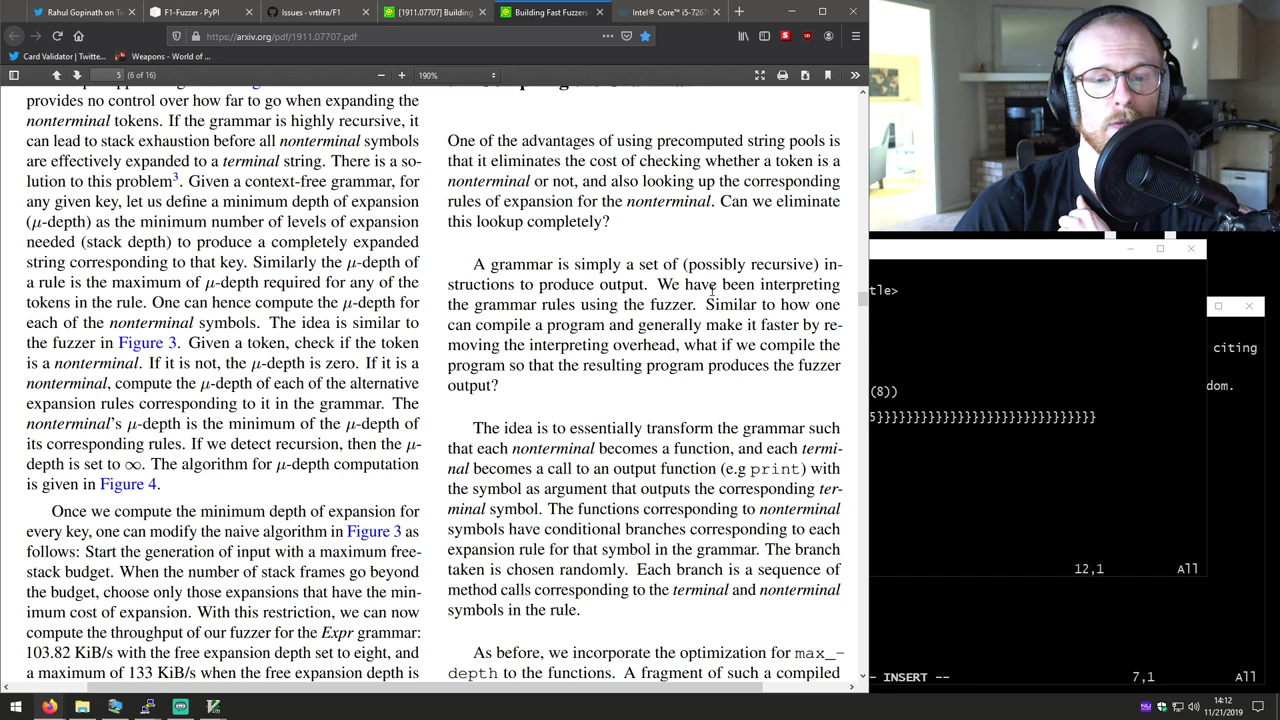 Rahul Gopinath on Tw
F1-Fuzzer · PyPI
Issues · vrthra/F1
[1911.07707] Building
Building Fast Fuzzers
Intel® Core™ i5-7267
https://arxiv.org/pdf/1911.07707.pdf
Card Validator | Twitte...
Weapons - World of ...
5
(6 of 16)
190%
provides no control over how far to go when expanding the
nonterminal tokens. If the grammar is highly recursive, it
can lead to stack exhaustion before all nonterminal symbols
are effectively expanded to a terminal string. There is a so-
lution to this problem3. Given a context-free grammar, for
any given key, let us define a minimum depth of expansion
(μ-depth) as the minimum number of levels of expansion
needed (stack depth) to produce a completely expanded
string corresponding to that key. Similarly the μ-depth of
a rule is the maximum of μ-depth required for any of the
tokens in the rule. One can hence compute the μ-depth for
each of the nonterminal symbols. The idea is similar to
the fuzzer in Figure 3. Given a token, check if the token
is a nonterminal. If it is not, the μ-depth is zero. If it is a
nonterminal, compute the μ-depth of each of the alternative
expansion rules corresponding to it in the grammar. The
nonterminal's μ-depth is the minimum of the μ-depth of
its corresponding rules. If we detect recursion, then the μ-
depth is set to ∞. The algorithm for μ-depth computation
is given in Figure 4.
Once we compute the minimum depth of expansion for
every key, one can modify the naive algorithm in Figure 3 as
follows: Start the generation of input with a maximum free-
stack budget. When the number of stack frames go beyond
the budget, choose only those expansions that have the min-
imum cost of expansion. With this restriction, we can now
compute the throughput of our fuzzer for the Expr grammar:
103.82 KiB/s with the free expansion depth set to eight, and
a maximum of 133 KiB/s when the free expansion depth is
One of the advantages of using precomputed string pools is
that it eliminates the cost of checking whether a token is a
nonterminal or not, and also looking up the corresponding
rules of expansion for the nonterminal. Can we eliminate
this lookup completely?
A grammar is simply a set of (possibly recursive) in-
structions to produce output. We have been interpreting
the grammar rules using the fuzzer. Similar to how one
can compile a program and generally make it faster by re-
moving the interpreting overhead, what if we compile the
program so that the resulting program produces the fuzzer
output?
The idea is to essentially transform the grammar such
that each nonterminal becomes a function, and each termi-
nal becomes a call to an output function (e.g print) with
the symbol as argument that outputs the corresponding ter-
minal symbol. The functions corresponding to nonterminal
symbols have conditional branches corresponding to each
expansion rule for that symbol in the grammar. The branch
taken is chosen randomly. Each branch is a sequence of
method calls corresponding to the terminal and nonterminal
symbols in the rule.
As before, we incorporate the optimization for max_-
depth to the functions. A fragment of such a compiled
tle>
(8))
5}}}}}}}}}}}}}}}}}}}}}}}}}}}}}
12,1 All
citing
dom.
- INSERT -- 7,1 All
14:12
11/21/2019